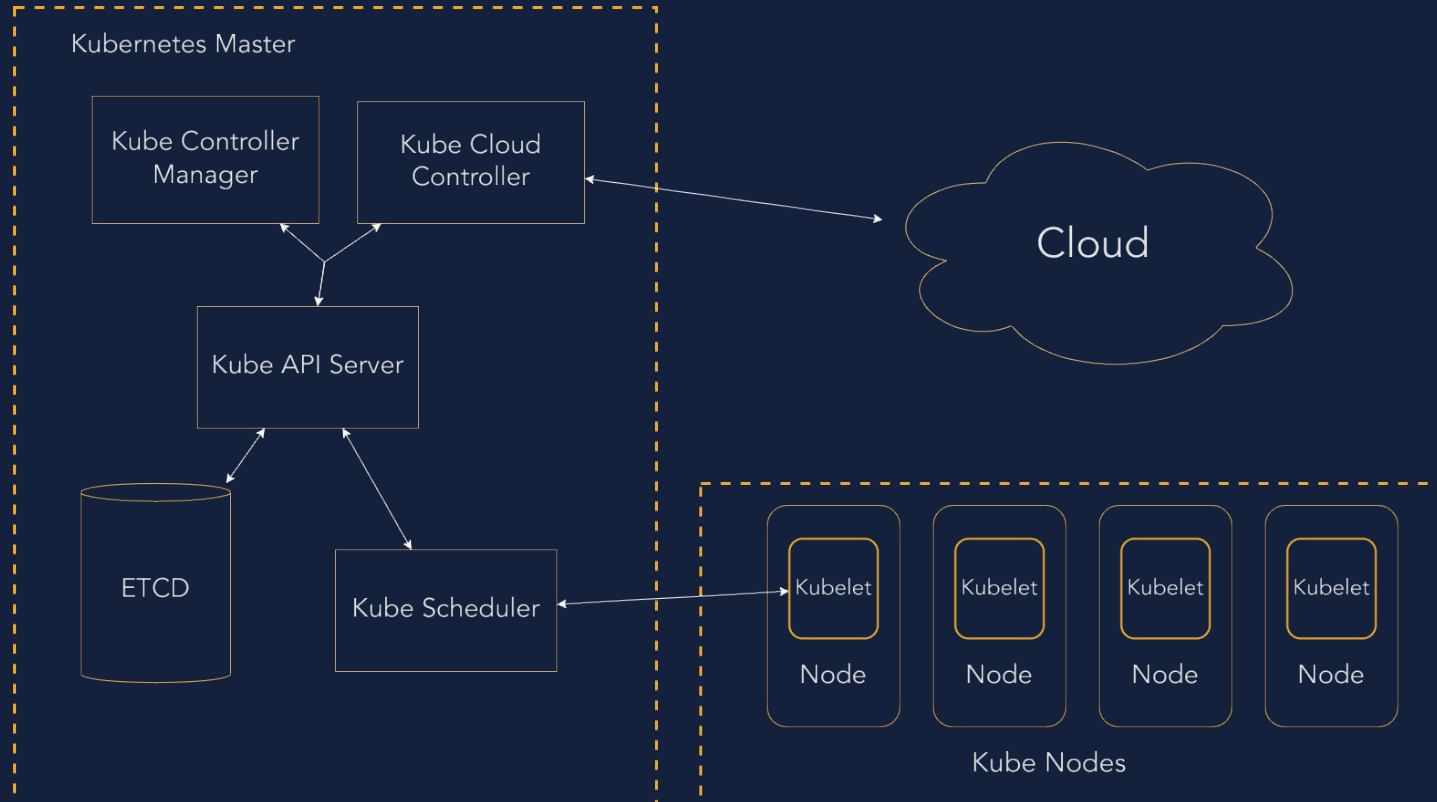 Kubernetes Master
Kube Controller
Manager
Kube Cloud
Controller
Cloud
Kube API Server
ETCD
Kube Scheduler
Kubelet
Kubelet
Kubelet
Kubelet
Node
Node
Node
Node
Kube Nodes